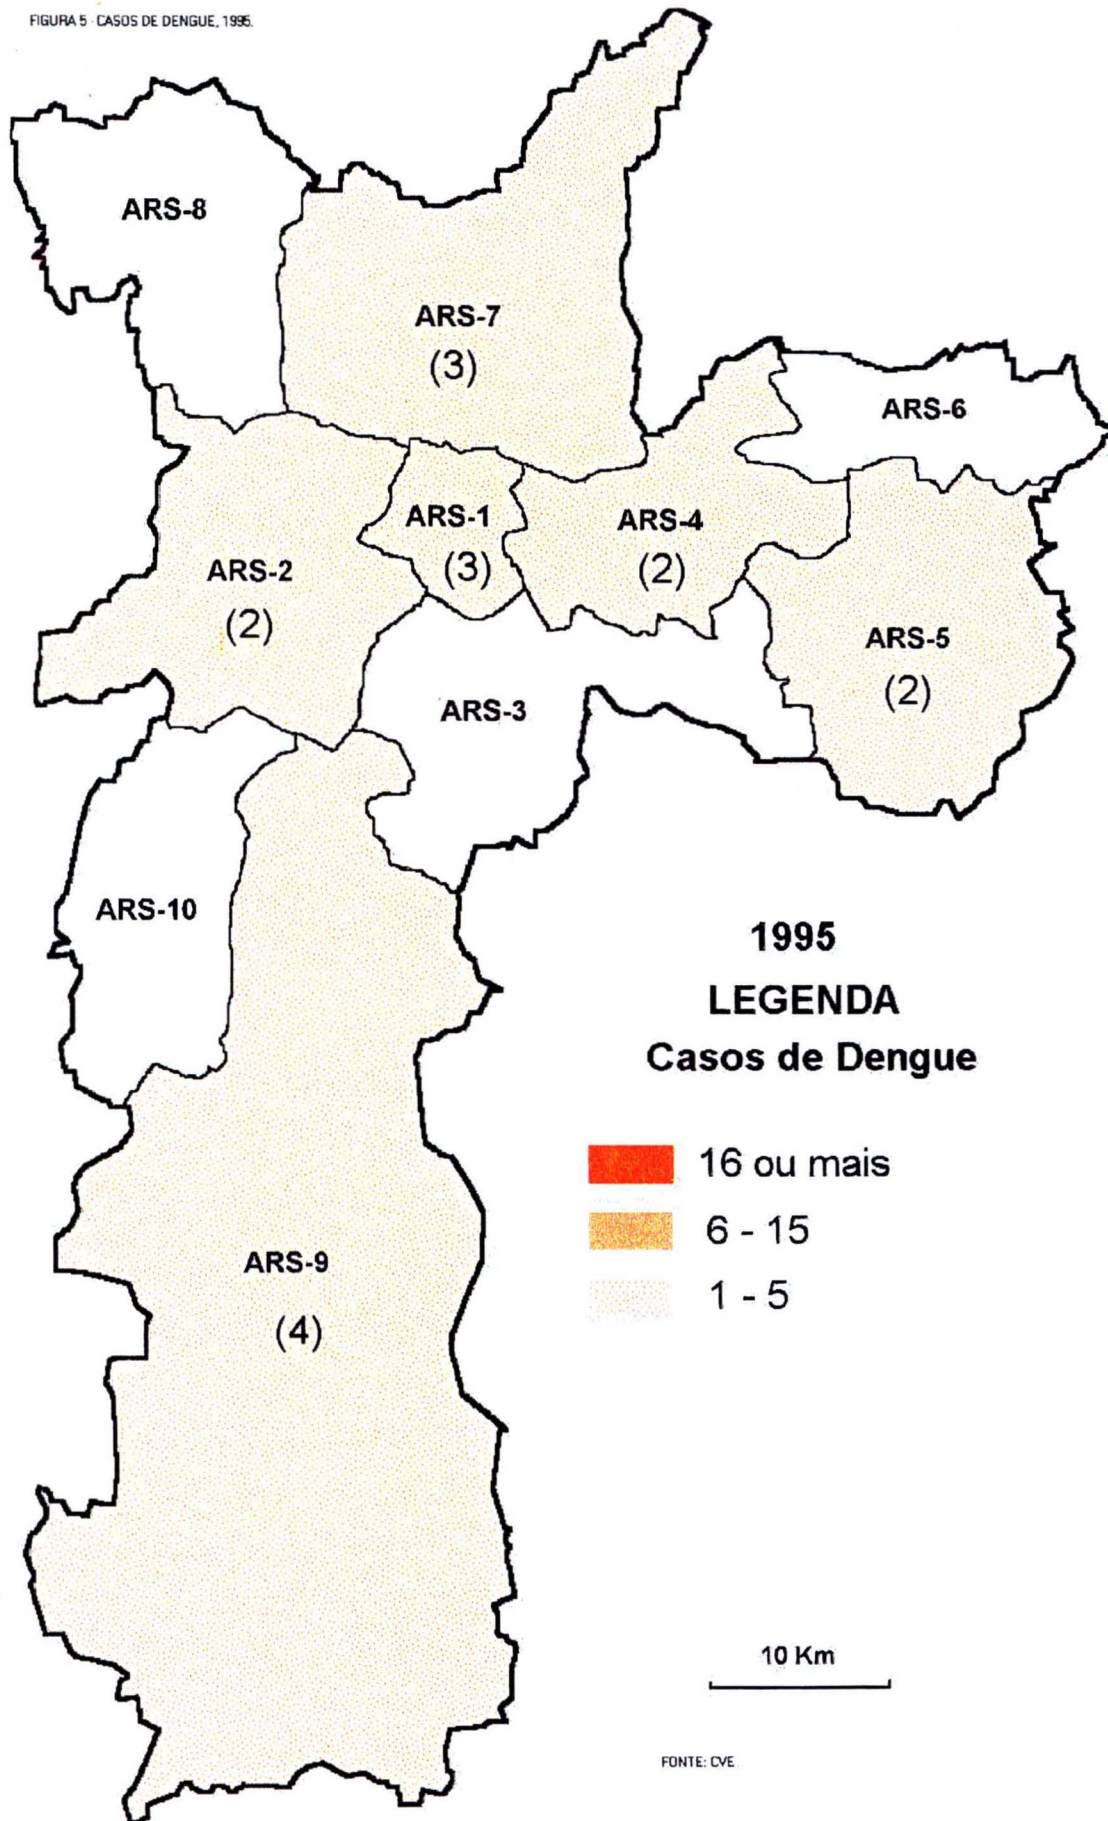 FIGURA 5 - CASOS DE DENGUE, 1995.
ARS-8
ARS-7
(3)
ARS-6
ARS-1
(3)
ARS-4
(2)
ARS-2
(2)
ARS-5
(2)
ARS-3
ARS-10
1995
LEGENDA
Casos de Dengue
16 ou mais
6 - 15
1 - 5
ARS-9
(4)
10 Km
FONTE: CVE